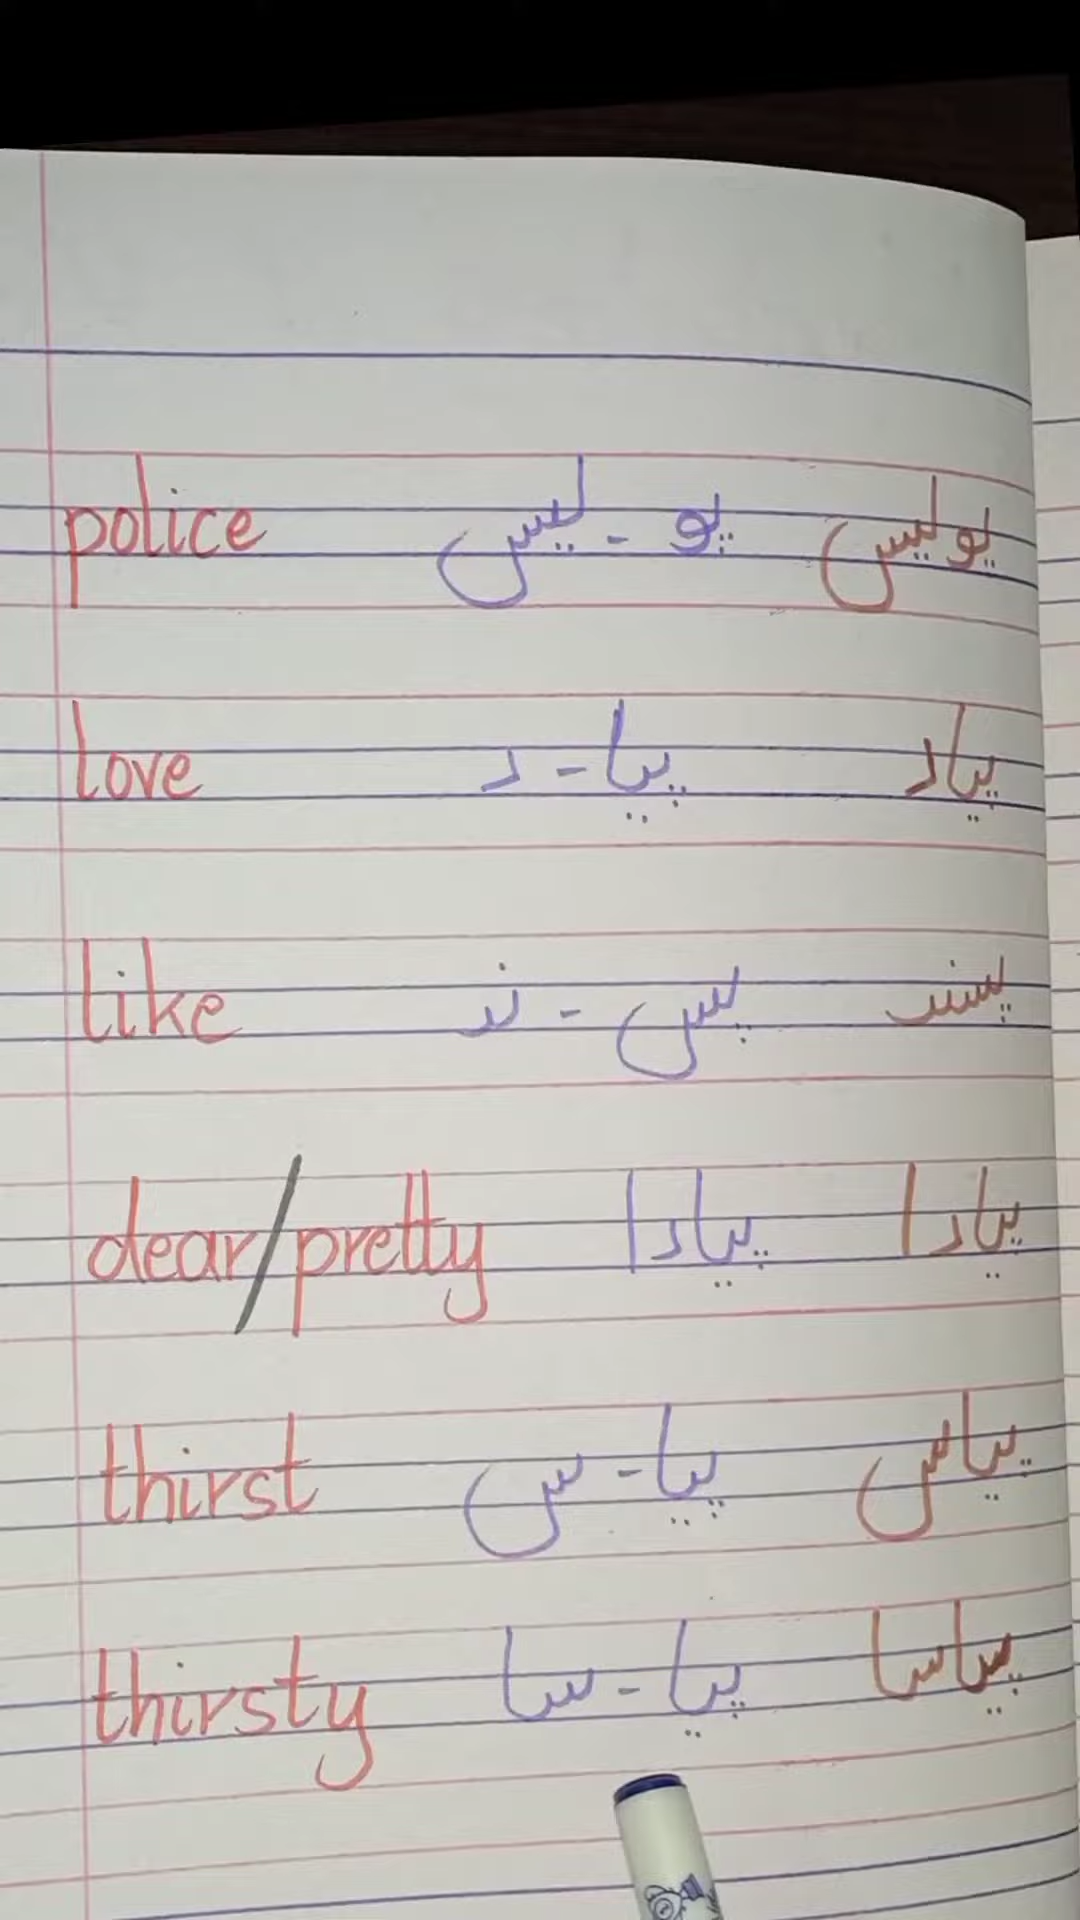 police پو - لیس پولیس
love پیا - ر پیار
like پس - ند پسند
dear/pretty پیارا پیارا
thirst پیا - س پیاس
thirsty پیا - سا پیاسا